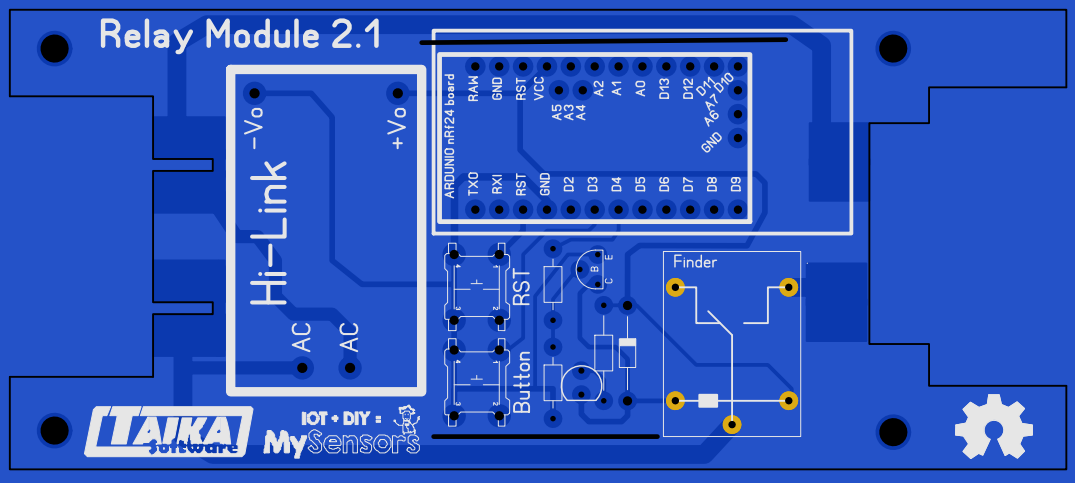 Relay Module 2.1
-Vo
+Vo
Hi-Link
AC
AC
ARDUNIO nRf24 board
RAW
GND
RST
VCC
A5
A3
A4
A2
A1
A0
D13
D12
D11
D10
A7
A6
GND
TXO
RXI
RST
GND
D2
D3
D4
D5
D6
D7
D8
D9
RST
Button
E
B
C
Finder
TAIKA
Software
IOT + DIY =
MySensors